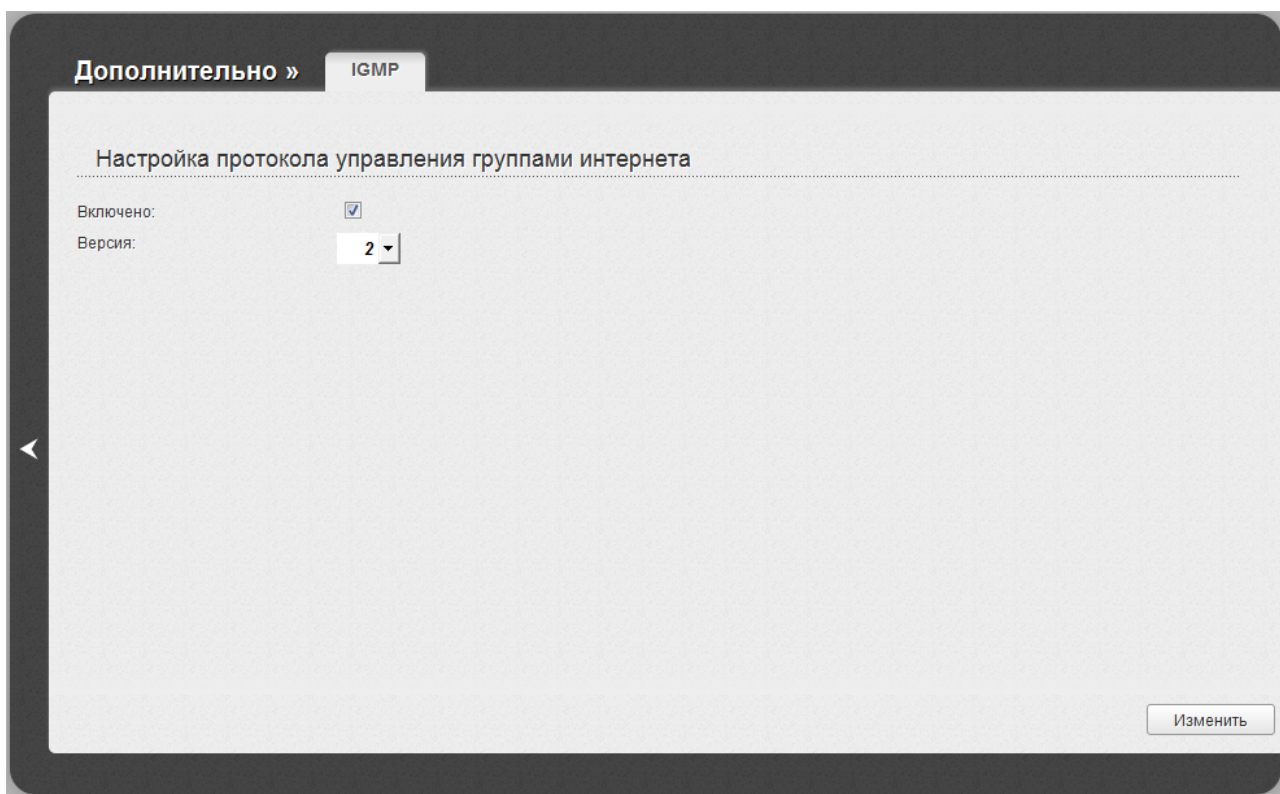 Дополнительно »
IGMP
Настройка протокола управления группами интернета
Включено:
Версия:
2
Изменить